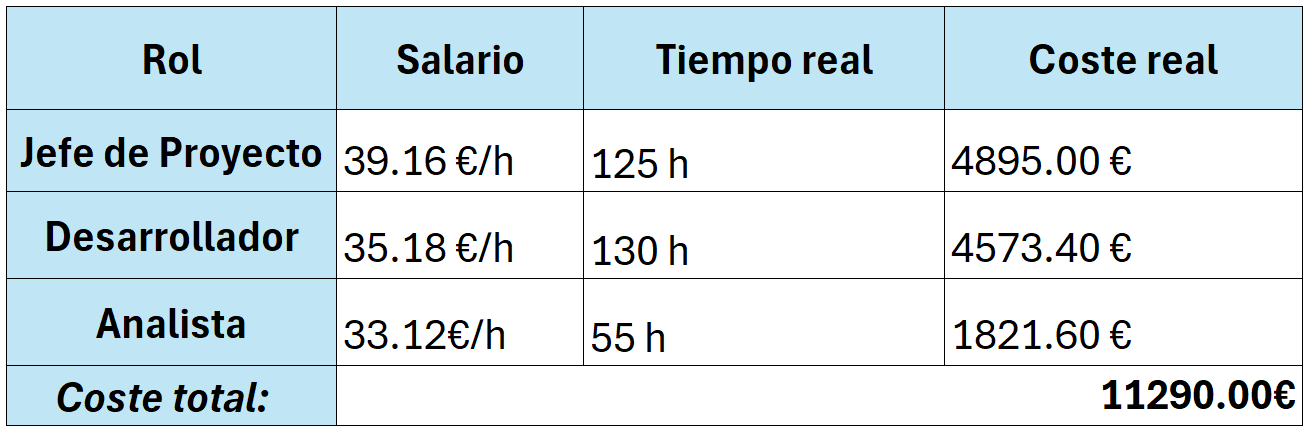 Rol Salario Tiempo real Coste real
Jefe de Proyecto 39.16 €/h 125 h 4895.00 €
Desarrollador 35.18 €/h 130 h 4573.40 €
Analista 33.12€/h 55 h 1821.60 €
Coste total: 11290.00€